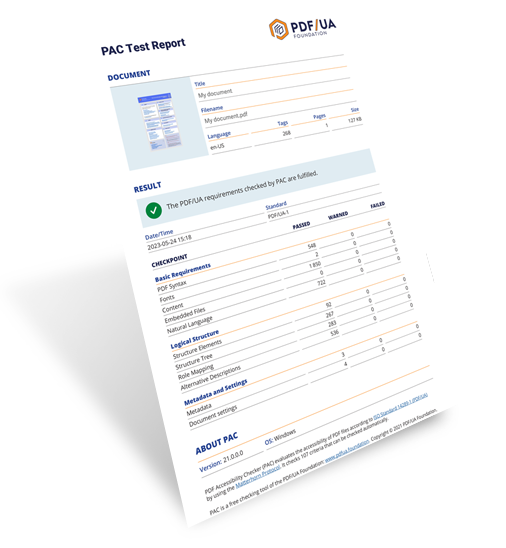 PDF/UA
FOUNDATION
PAC Test Report
DOCUMENT
Title
My document
Filename
My document.pdf
Language Tags Pages Size
en-US 268 1 127 KB
RESULT
The PDF/UA requirements checked by PAC are fulfilled.
Date/Time Standard
2023-05-24 15:18 PDF/UA-1
CHECKPOINT PASSED WARNED FAILED
Basic Requirements
PDF Syntax 548 0 0
Fonts 2 0 0
Content 1850 0 0
Embedded Files 0 0 0
Natural Language 722 0 0
Logical Structure
Structure Elements 92 0 0
Structure Tree 267 0 0
Role Mapping 283 0 0
Alternative Descriptions 536 0 0
Metadata and Settings
Metadata 3 0 0
Document settings 4 0 0
ABOUT PAC
Version: 21.0.0.0 OS: Windows
PDF Accessibility Checker (PAC) evaluates the accessibility of PDF files according to ISO Standard 14289-1 (PDF/UA)
by using the Matterhorn Protocol. It checks 107 criteria that can be checked automatically.
PAC is a free checking tool of the PDF/UA Foundation: www.pdfua.foundation. Copyright © 2021 PDF/UA Foundation